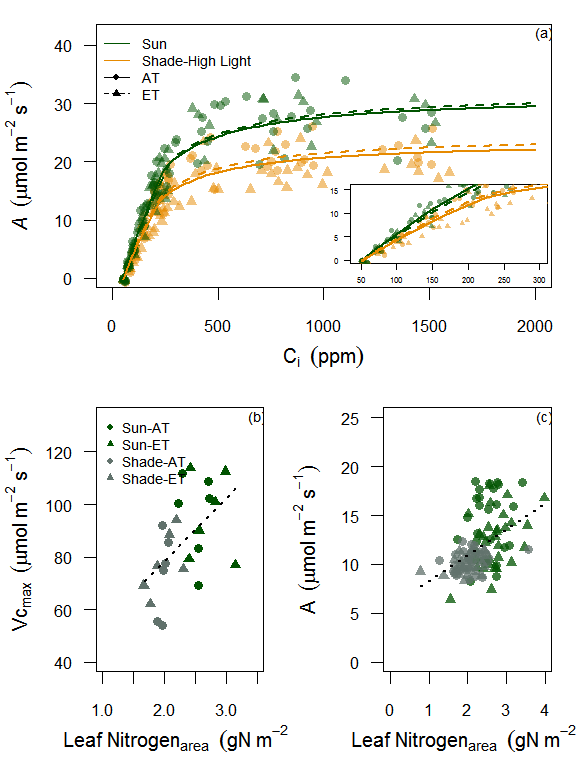 (a)
Sun
Shade-High Light
AT
ET
40
30
20
10
0
A (μmol m−2 s−1)
15
10
5
0
50 100 150 200 250 300
0 500 1000 1500 2000
Ci (ppm)
(b)
Sun-AT
Sun-ET
Shade-AT
Shade-ET
120
100
80
60
40
Vcmax (μmol m−2 s−1)
1.0 2.0 3.0
Leaf Nitrogenarea (gN m−2
(c)
25
20
15
10
5
0
A (μmol m−2 s−1)
0 1 2 3 4
Leaf Nitrogenarea (gN m−2